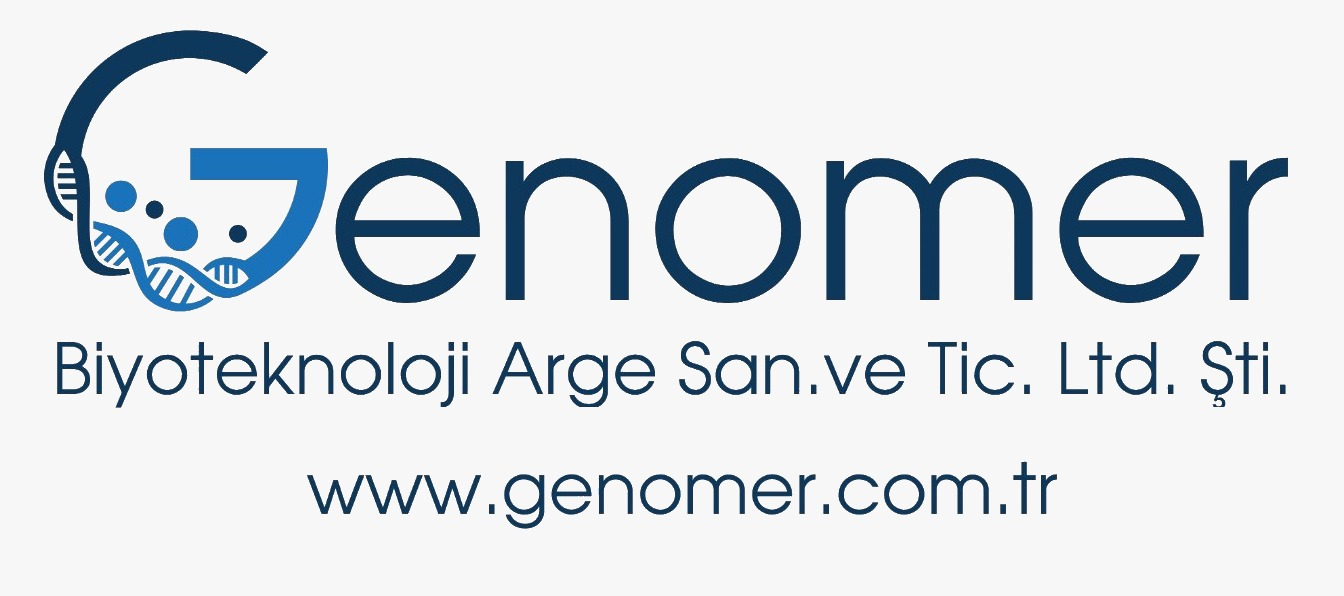 Genomer
Biyoteknoloji Arge San.ve Tic. Ltd. Şti.
www.genomer.com.tr